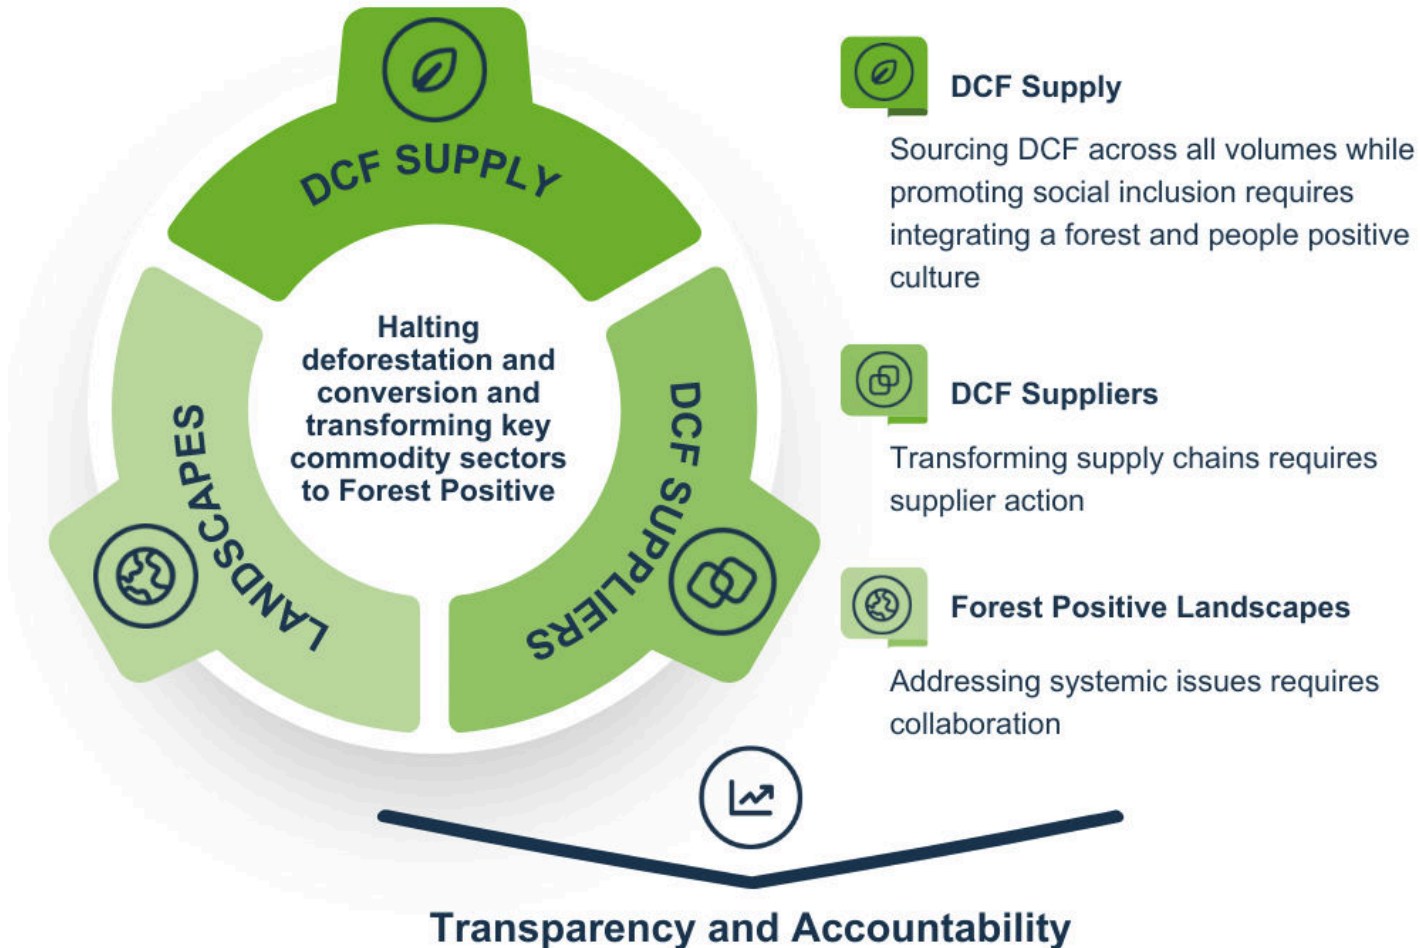 DCF SUPPLY
DCF SUPPLIERS
LANDSCAPES
Halting
deforestation and
conversion and
transforming key
commodity sectors
to Forest Positive
DCF Supply
Sourcing DCF across all volumes while
promoting social inclusion requires
integrating a forest and people positive
culture
DCF Suppliers
Transforming supply chains requires
supplier action
Forest Positive Landscapes
Addressing systemic issues requires
collaboration
Transparency and Accountability